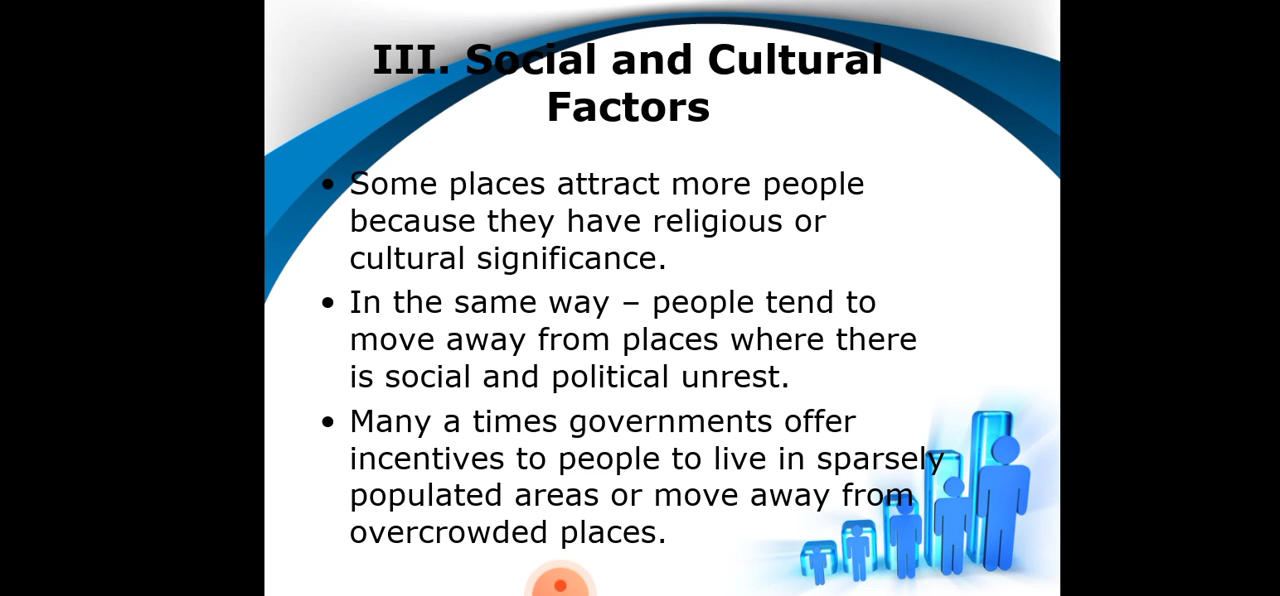 III. Social and Cultural
Factors
• Some places attract more people
because they have religious or
cultural significance.
• In the same way – people tend to
move away from places where there
is social and political unrest.
• Many a times governments offer
incentives to people to live in sparsely
populated areas or move away from
overcrowded places.